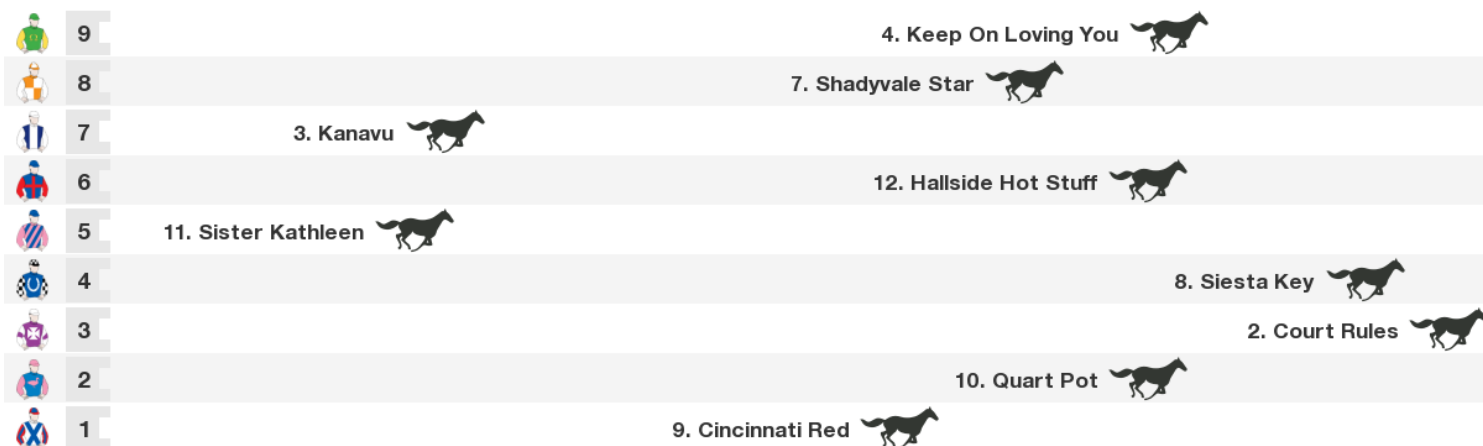 9 4. Keep On Loving You
8 7. Shadyvale Star
7 3. Kanavu
6 12. Hallside Hot Stuff
5 11. Sister Kathleen
4 8. Siesta Key
3 2. Court Rules
2 10. Quart Pot
1 9. Cincinnati Red